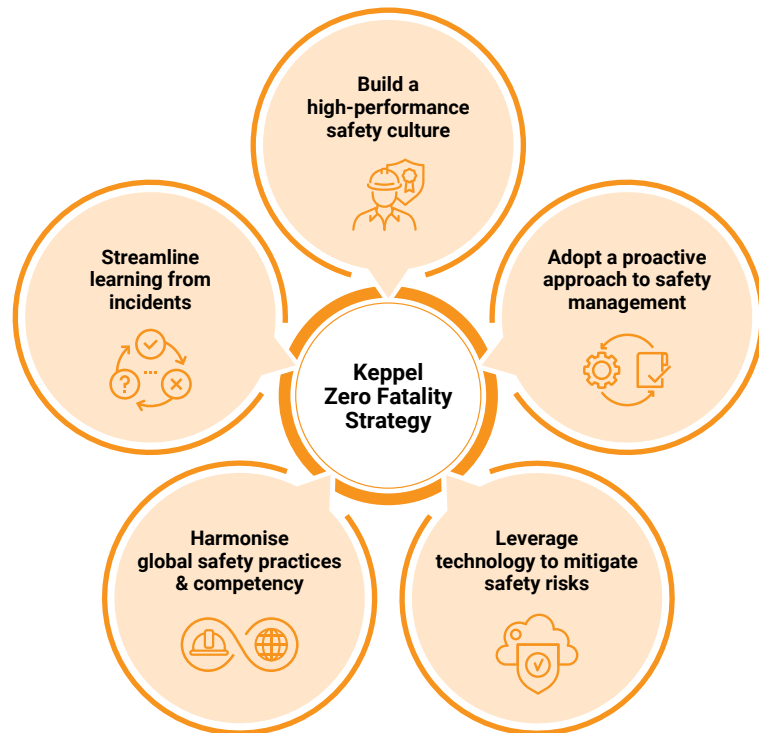 Build a
high-performance
safety culture
Adopt a proactive
approach to safety
management
Leverage
technology to mitigate
safety risks
Harmonise
global safety practices
& competency
Streamline
learning from
incidents
Keppel
Zero Fatality
Strategy